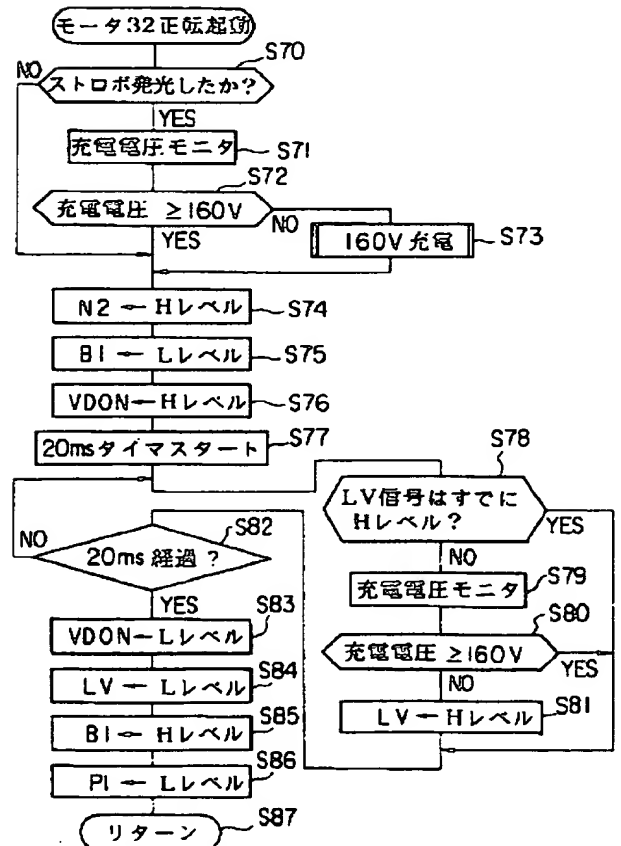 モータ32正転起動
S70
NO
ストロボ発光したか?
YES
充電電圧モニタ
S71
S72
充電電圧 ≥160V
NO
YES
160V充電
S73
N2 ← Hレベル
S74
B1 ← Lレベル
S75
VDON←Hレベル
S76
20msタイマスタート
S77
S78
LV信号はすでに
Hレベル?
YES
NO
充電電圧モニタ
S79
S80
充電電圧 ≥160V
YES
NO
LV←Hレベル
S81
S82
NO
20ms経過?
YES
VDON←Lレベル
S83
LV ← Lレベル
S84
B1← Hレベル
S85
P1 ← Lレベル
S86
リターン
S87